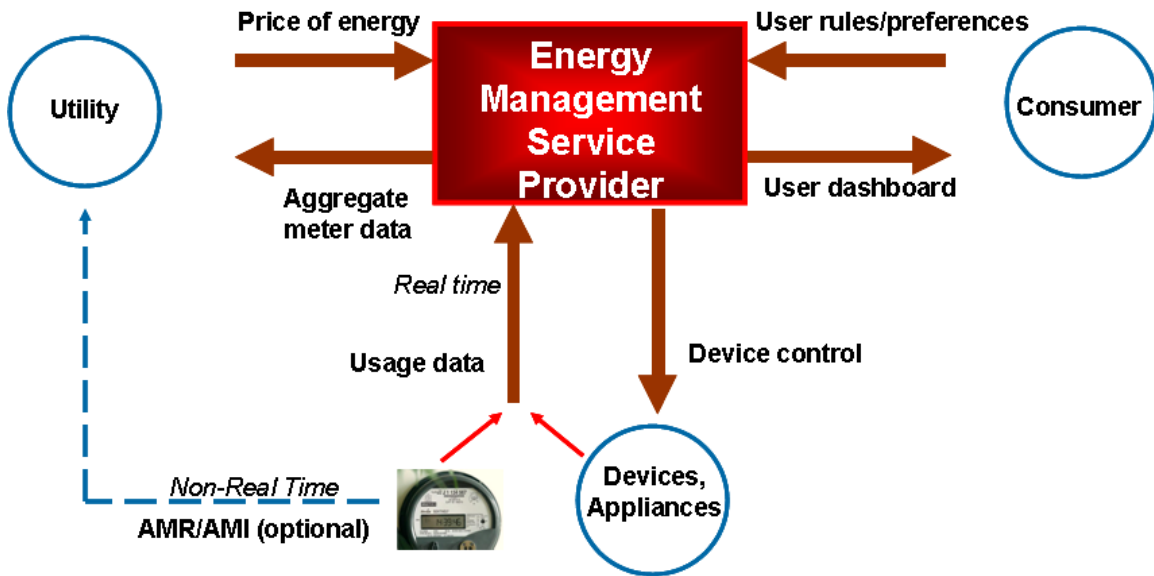 Price of energy
User rules/preferences
Energy
Management
Service
Provider
Utility
Consumer
Aggregate
meter data
User dashboard
Real time
Usage data
Device control
Non-Real Time
AMR/AMI (optional)
Devices,
Appliances